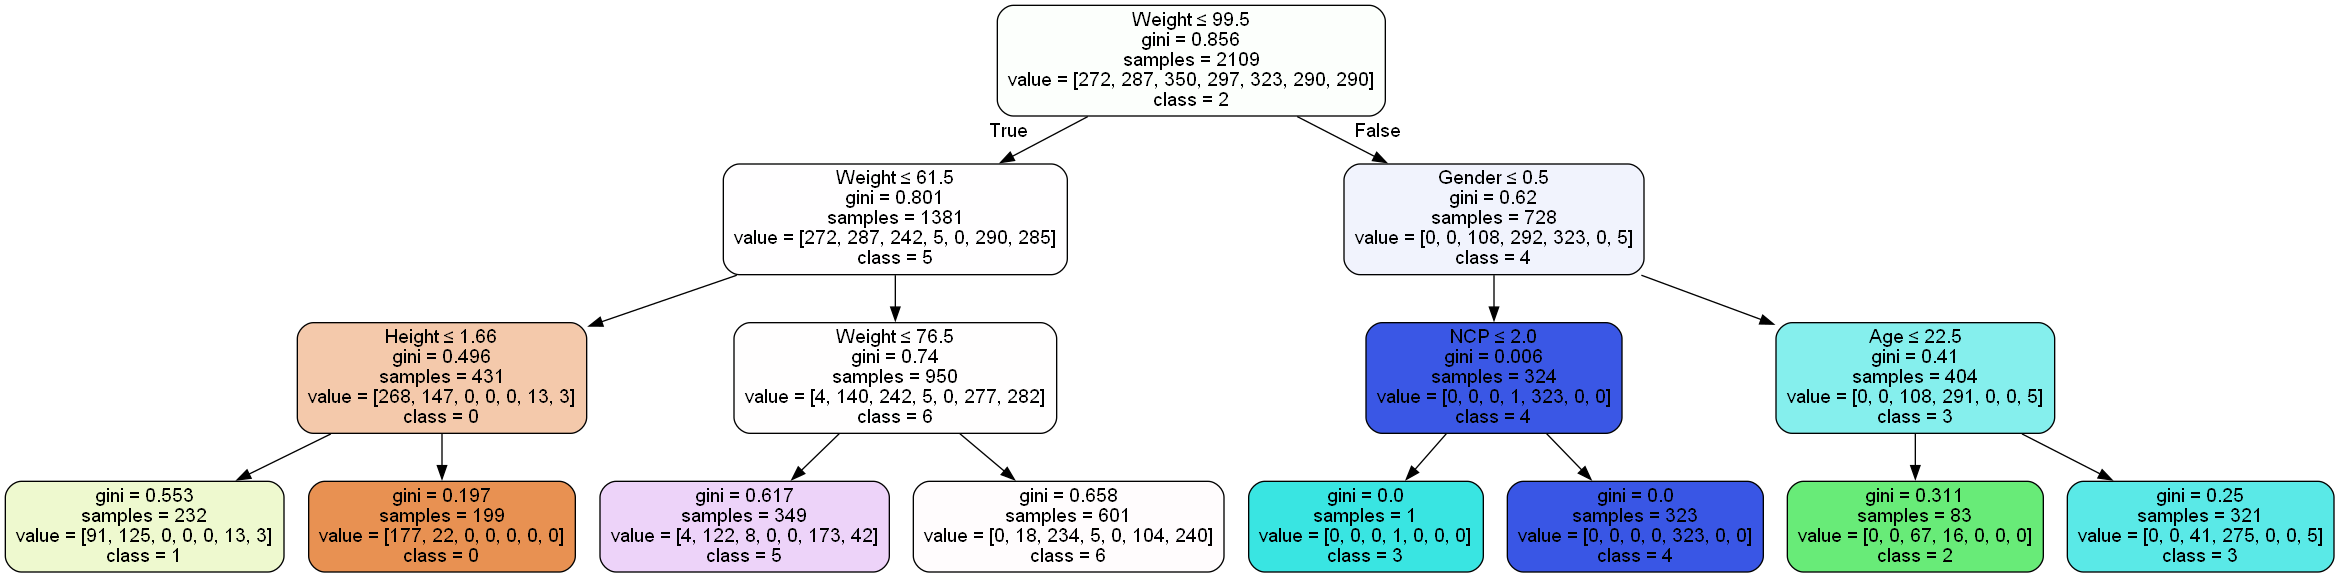 Weight ≤ 99.5
gini = 0.856
samples = 2109
value = [272, 287, 350, 297, 323, 290, 290]
class = 2
True
False
Weight ≤ 61.5
gini = 0.801
samples = 1381
value = [272, 287, 242, 5, 0, 290, 285]
class = 5
Gender ≤ 0.5
gini = 0.62
samples = 728
value = [0, 0, 108, 292, 323, 0, 5]
class = 4
Height ≤ 1.66
gini = 0.496
samples = 431
value = [268, 147, 0, 0, 0, 13, 3]
class = 0
Weight ≤ 76.5
gini = 0.74
samples = 950
value = [4, 140, 242, 5, 0, 277, 282]
class = 6
NCP ≤ 2.0
gini = 0.006
samples = 324
value = [0, 0, 0, 1, 323, 0, 0]
class = 4
Age ≤ 22.5
gini = 0.41
samples = 404
value = [0, 0, 108, 291, 0, 0, 5]
class = 3
gini = 0.553
samples = 232
value = [91, 125, 0, 0, 0, 13, 3]
class = 1
gini = 0.197
samples = 199
value = [177, 22, 0, 0, 0, 0, 0]
class = 0
gini = 0.617
samples = 349
value = [4, 122, 8, 0, 0, 173, 42]
class = 5
gini = 0.658
samples = 601
value = [0, 18, 234, 5, 0, 104, 240]
class = 6
gini = 0.0
samples = 1
value = [0, 0, 0, 1, 0, 0, 0]
class = 3
gini = 0.0
samples = 323
value = [0, 0, 0, 0, 323, 0, 0]
class = 4
gini = 0.311
samples = 83
value = [0, 0, 67, 16, 0, 0, 0]
class = 2
gini = 0.25
samples = 321
value = [0, 0, 41, 275, 0, 0, 5]
class = 3